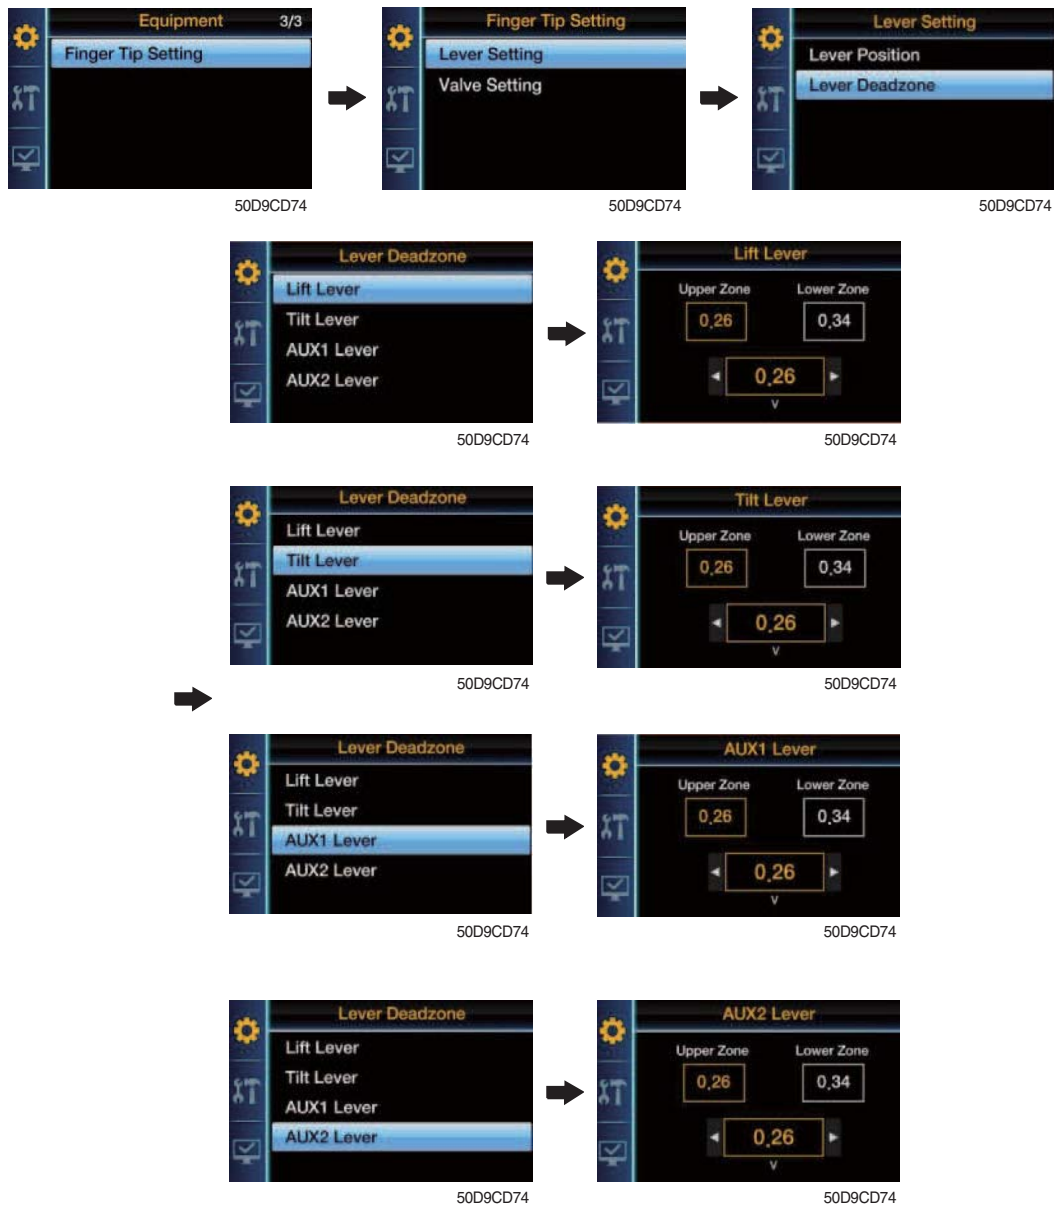 Equipment 3/3
Finger Tip Setting
50D9CD74
Finger Tip Setting
Lever Setting
Valve Setting
50D9CD74
Lever Setting
Lever Position
Lever Deadzone
50D9CD74
Lever Deadzone
Lift Lever
Tilt Lever
AUX1 Lever
AUX2 Lever
50D9CD74
Lift Lever
Upper Zone Lower Zone
0.26 0.34
0.26
50D9CD74
Lever Deadzone
Lift Lever
Tilt Lever
AUX1 Lever
AUX2 Lever
50D9CD74
Tilt Lever
Upper Zone Lower Zone
0.26 0.34
0.26
50D9CD74
Lever Deadzone
Lift Lever
Tilt Lever
AUX1 Lever
AUX2 Lever
50D9CD74
AUX1 Lever
Upper Zone Lower Zone
0.26 0.34
0.26
50D9CD74
Lever Deadzone
Lift Lever
Tilt Lever
AUX1 Lever
AUX2 Lever
50D9CD74
AUX2 Lever
Upper Zone Lower Zone
0.26 0.34
0.26
50D9CD74